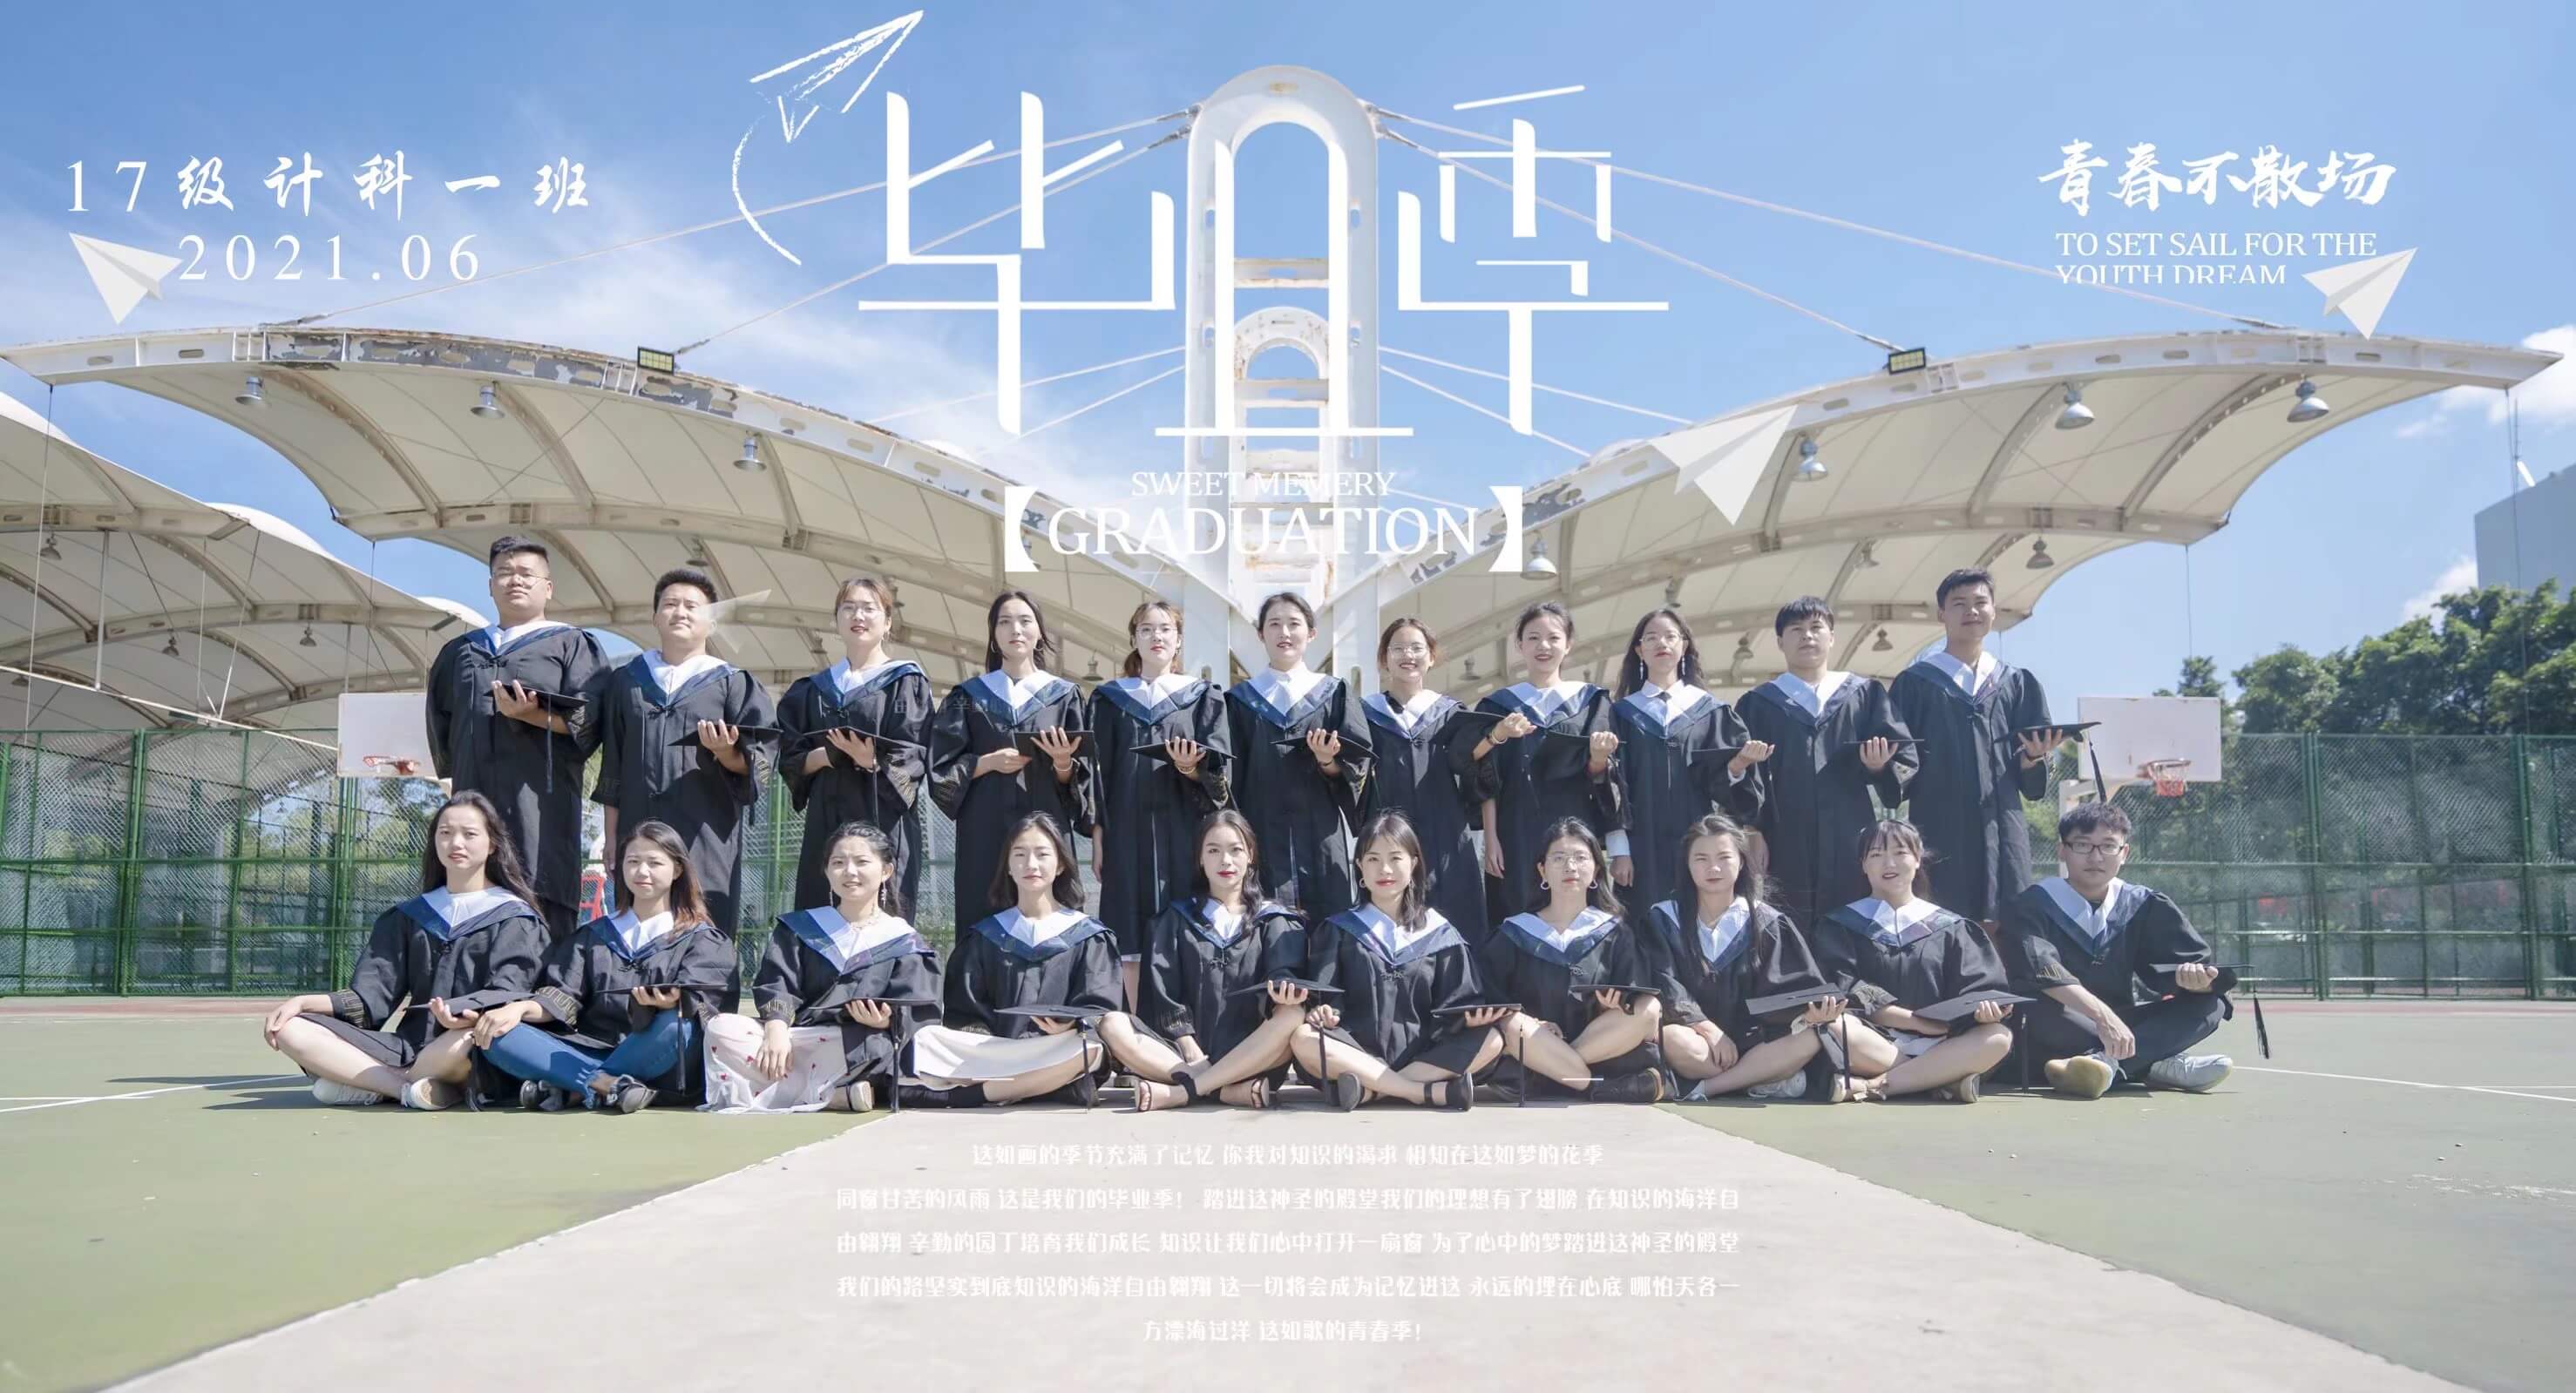 17级计科一班
2021.06
毕业季
青春不散场
TO SET SAIL FOR THE
YOUTH DREAM
SWEET MEMERY
【GRADUATION】
这如画的季节充满了记忆 你我对知识的渴求 相知在这如梦的花季
同窗甘苦的风雨 这是我们的毕业季! 踏进这神圣的殿堂我们的理想有了翅膀 在知识的海洋自
由翱翔 辛勤的园丁培育我们成长 知识让我们心中打开一扇窗 为了心中的梦踏进这神圣的殿堂
我们的路坚实到底知识的海洋自由翱翔 这一切将会成为记忆进这 永远的埋在心底 哪怕天各一
方漂海过洋 这如歌的青春季!